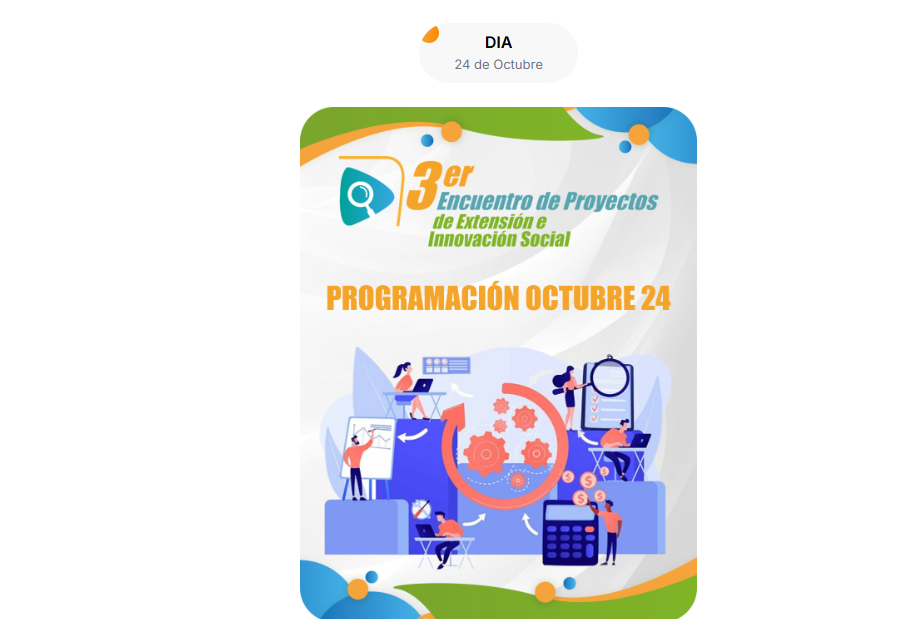 DIA
24 de Octubre
3er
Encuentro de Proyectos
de Extensión e
Innovación Social
PROGRAMACIÓN OCTUBRE 24